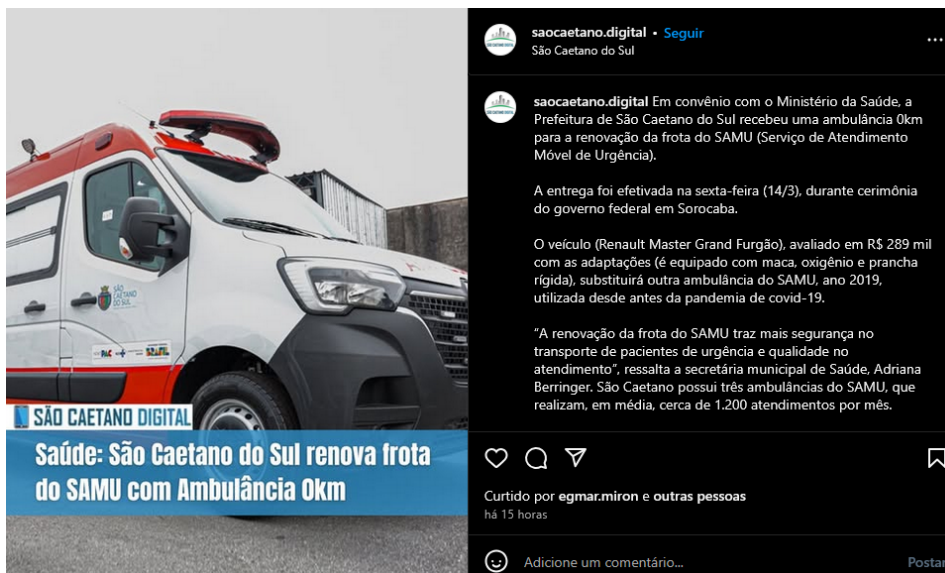 SÃO
CAETANO
DO SUL
PAC
SÃO CAETANO DIGITAL
Saúde: São Caetano do Sul renova frota
do SAMU com Ambulância 0km
saocaetano.digital • Seguir
São Caetano do Sul
saocaetano.digital Em convênio com o Ministério da Saúde, a
Prefeitura de São Caetano do Sul recebeu uma ambulância 0km
para a renovação da frota do SAMU (Serviço de Atendimento
Móvel de Urgência).
A entrega foi efetivada na sexta-feira (14/3), durante cerimônia
do governo federal em Sorocaba.
O veículo (Renault Master Grand Furgão), avaliado em R$ 289 mil
com as adaptações (é equipado com maca, oxigênio e prancha
rígida), substituirá outra ambulância do SAMU, ano 2019,
utilizada desde antes da pandemia de covid-19.
“A renovação da frota do SAMU traz mais segurança no
transporte de pacientes de urgência e qualidade no
atendimento”, ressalta a secretária municipal de Saúde, Adriana
Berringer. São Caetano possui três ambulâncias do SAMU, que
realizam, em média, cerca de 1.200 atendimentos por mês.
Curtido por egmar.miron e outras pessoas
há 15 horas
Adicione um comentário...
Postar